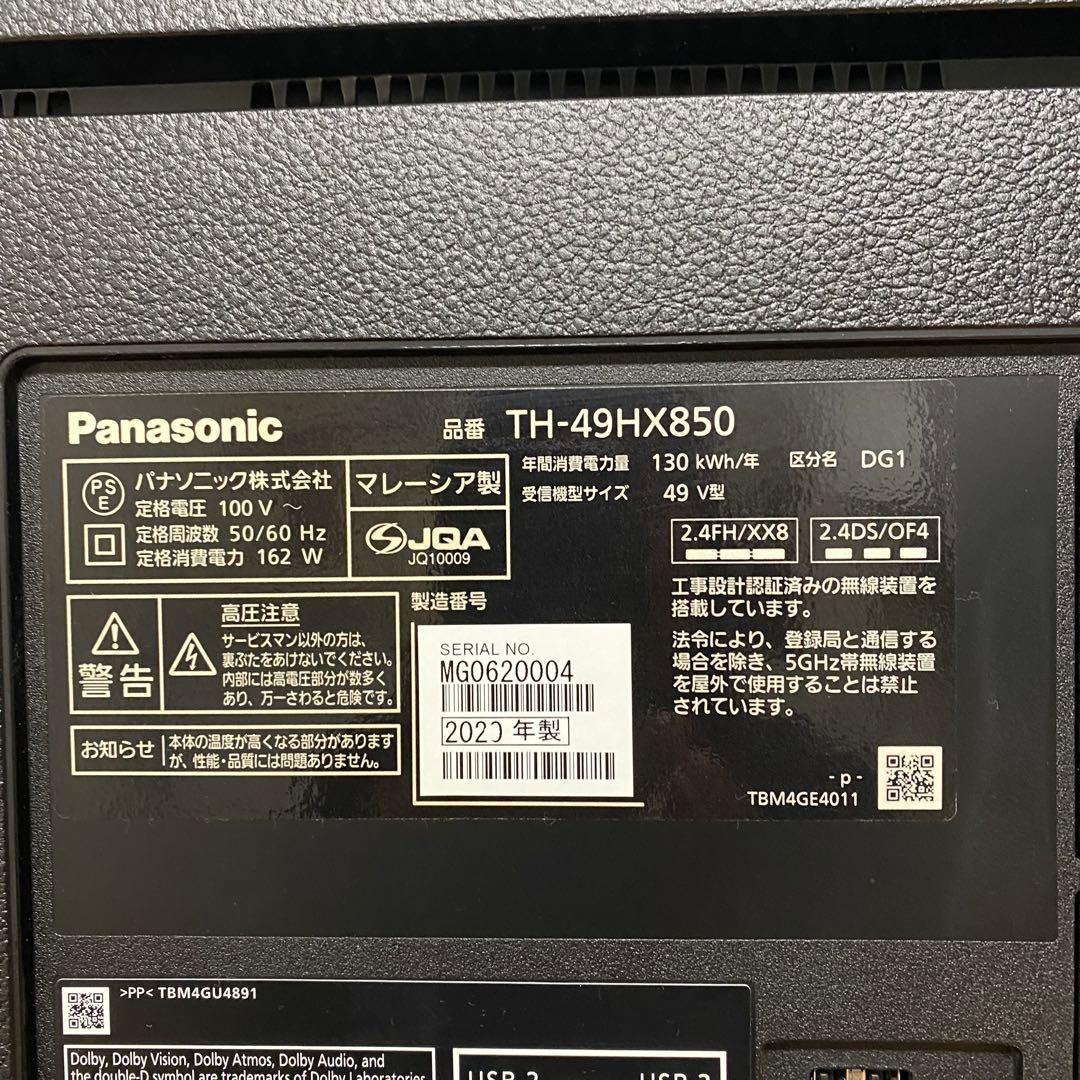 Panasonic
品番 TH-49HX850
PSE
パナソニック株式会社
定格電圧 100 V ～
定格周波数 50/60 Hz
定格消費電力 162 W
マレーシア製
JQA
JQ10009
年間消費電力量 130 kWh/年 区分名 DG1
受信機型サイズ 49 V型
2.4FH/XX8
2.4DS/OF4
工事設計認証済みの無線装置を
搭載しています。
法令により、登録局と通信する
場合を除き、5GHz帯無線装置
を屋外で使用することは禁止
されています。
警告
高圧注意
サービスマン以外の方は、
裏ぶたをあけないでください。
内部には高電圧部分が数多く
あり、万一さわると危険です。
お知らせ
本体の温度が高くなる部分があります
が、性能・品質には問題ありません。
製造番号
SERIAL NO.
MG0620004
2020年製
- p -
TBM4GE4011
>PP< TBM4GU4891
Dolby, Dolby Vision, Dolby Atmos, Dolby Audio, and
the double-D symbol are trademarks of Dolby Laboratories
USB 2
USB 3